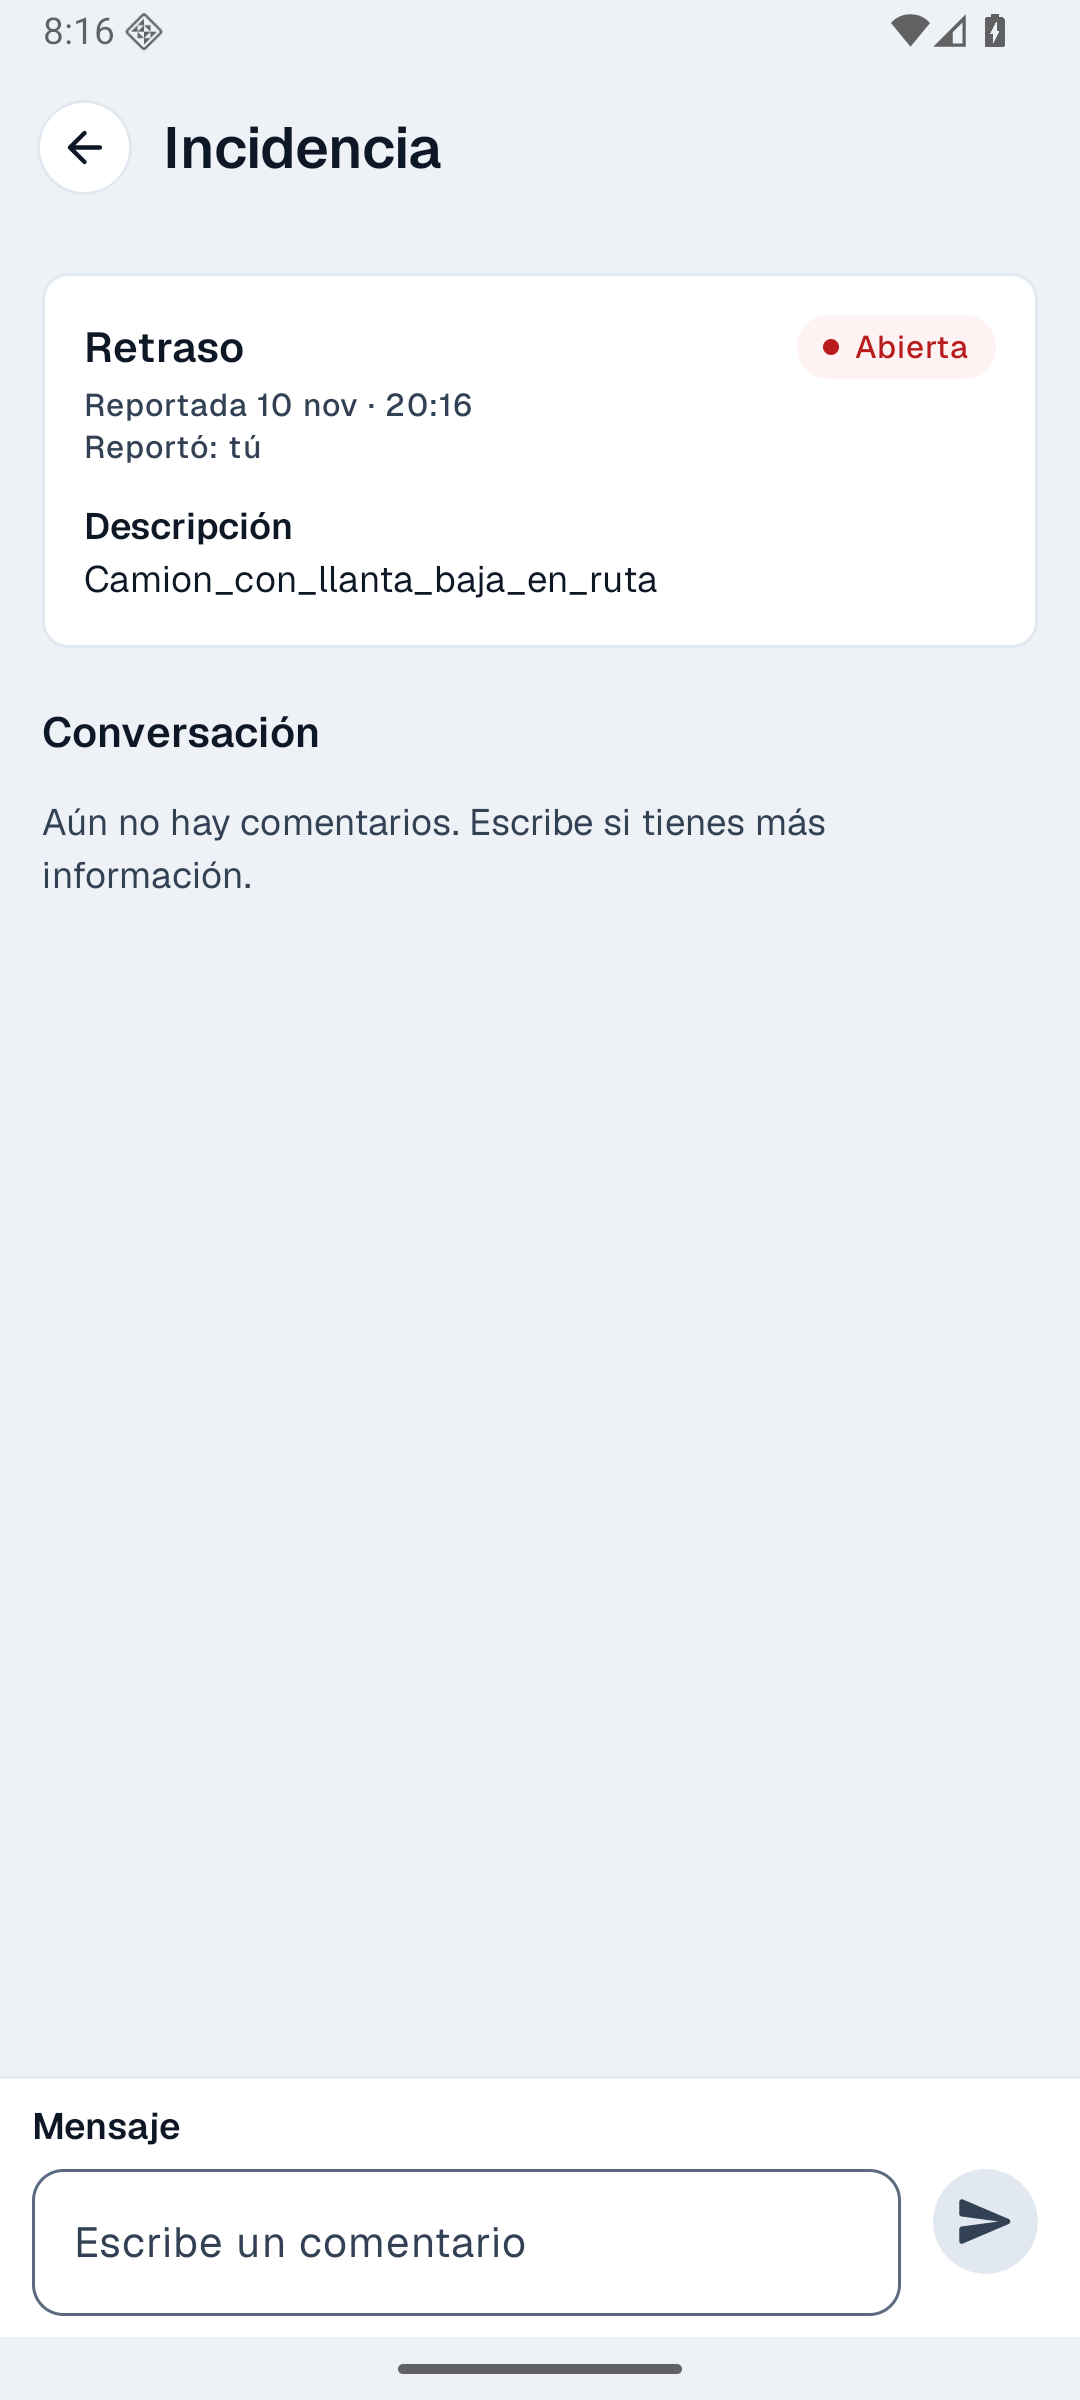 8:16
Incidencia
Retraso
Abierta
Reportada 10 nov · 20:16
Reportó: tú
Descripción
Camion_con_llanta_baja_en_ruta
Conversación
Aún no hay comentarios. Escribe si tienes más
información.
Mensaje
Escribe un comentario